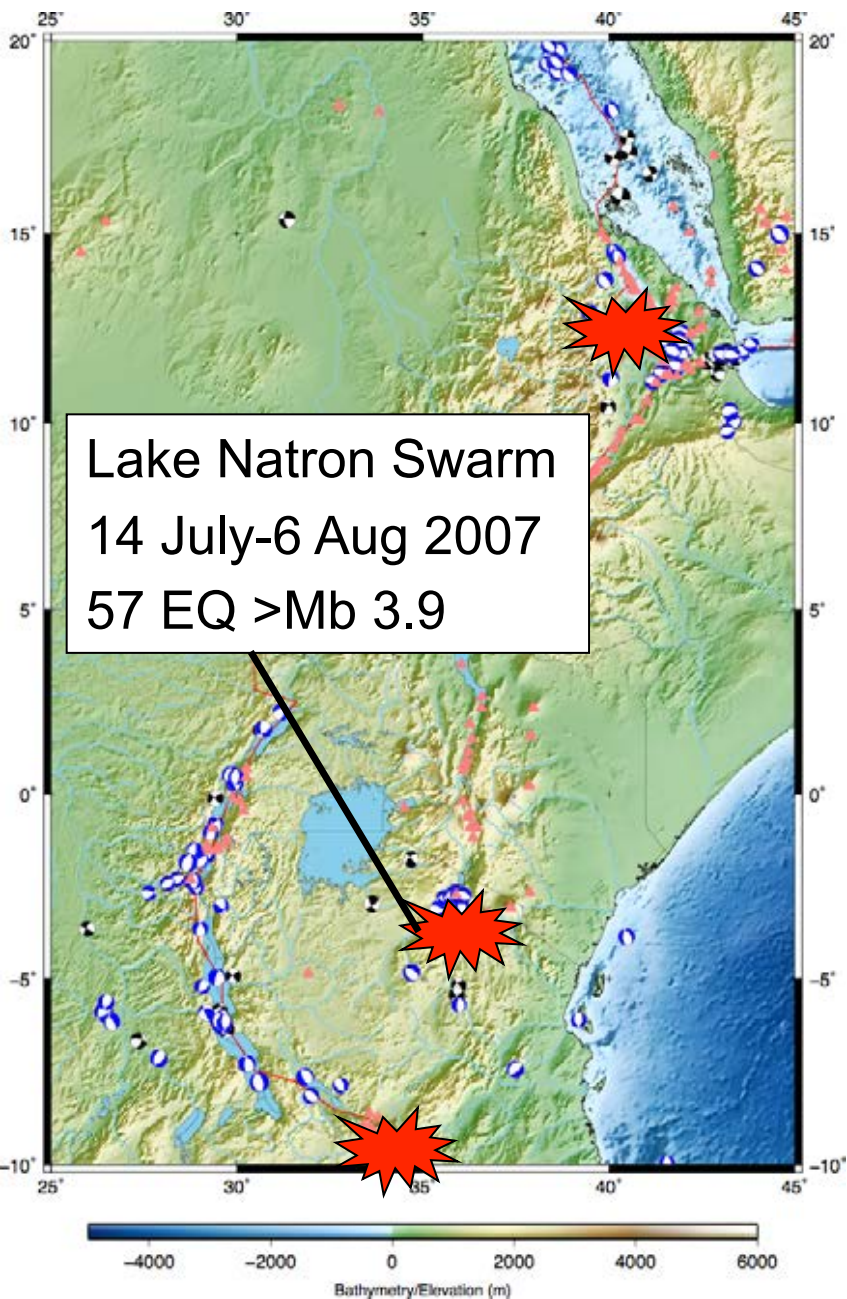 25° 30° 35° 40° 45°
20° 20°
15° 15°
10° 10°
Lake Natron Swarm
14 July-6 Aug 2007
57 EQ >Mb 3.9
5° 5°
0° 0°
−5° −5°
−10° −10°
25° 30° 35° 40° 45°
−4000 −2000 0 2000 4000 6000
Bathymetry/Elevation (m)